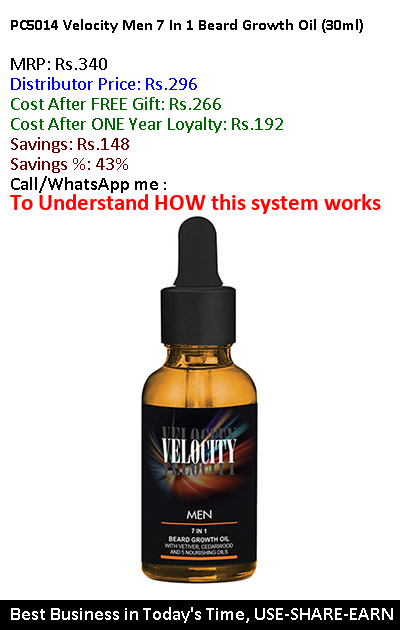 PC5014 Velocity Men 7 In 1 Beard Growth Oil (30ml)
MRP: Rs.340
Distributor Price: Rs.296
Cost After FREE Gift: Rs.266
Cost After ONE Year Loyalty: Rs.192
Savings: Rs.148
Savings %: 43%
Call/WhatsApp me :
To Understand HOW this system works
VELOCITY
VELOCITY
VELOCITY
MEN
7 IN 1
BEARD GROWTH OIL
WITH VETIVER, CEDARWOOD
AND 5 NOURISHING OILS
Best Business in Today's Time, USE-SHARE-EARN